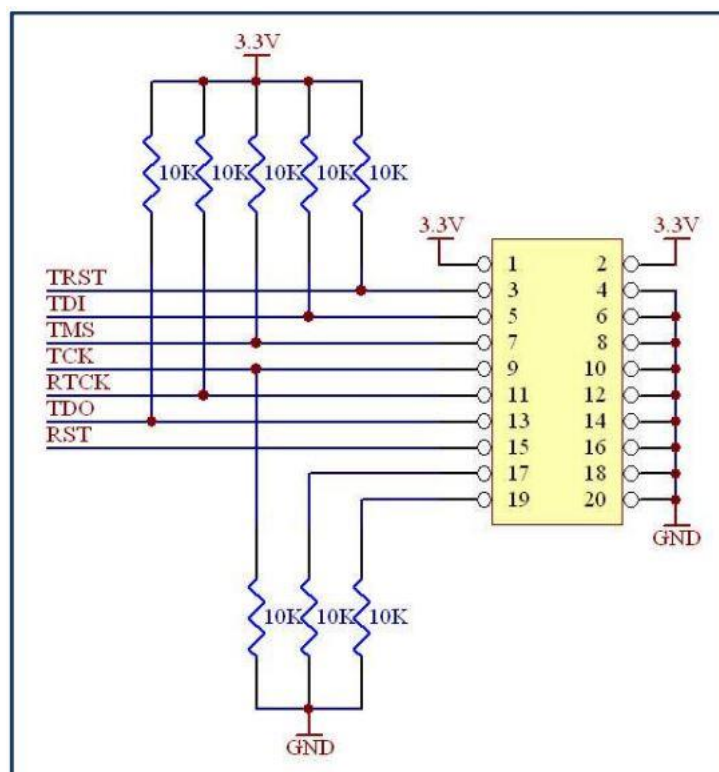 3.3V
10K 10K 10K 10K 10K
3.3V 3.3V
1 2
TRST 3 4
TDI 5 6
TMS 7 8
TCK 9 10
RTCK 11 12
TDO 13 14
RST 15 16
17 18
19 20
GND
10K 10K 10K
GND